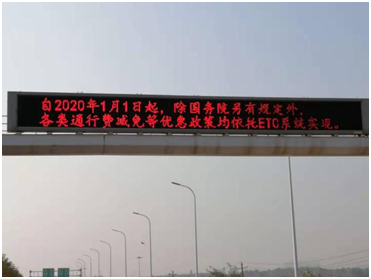 自2020年1月1日起，除国务院另有规定外，
各类通行费减免等优惠政策均依托ETC系统实现。